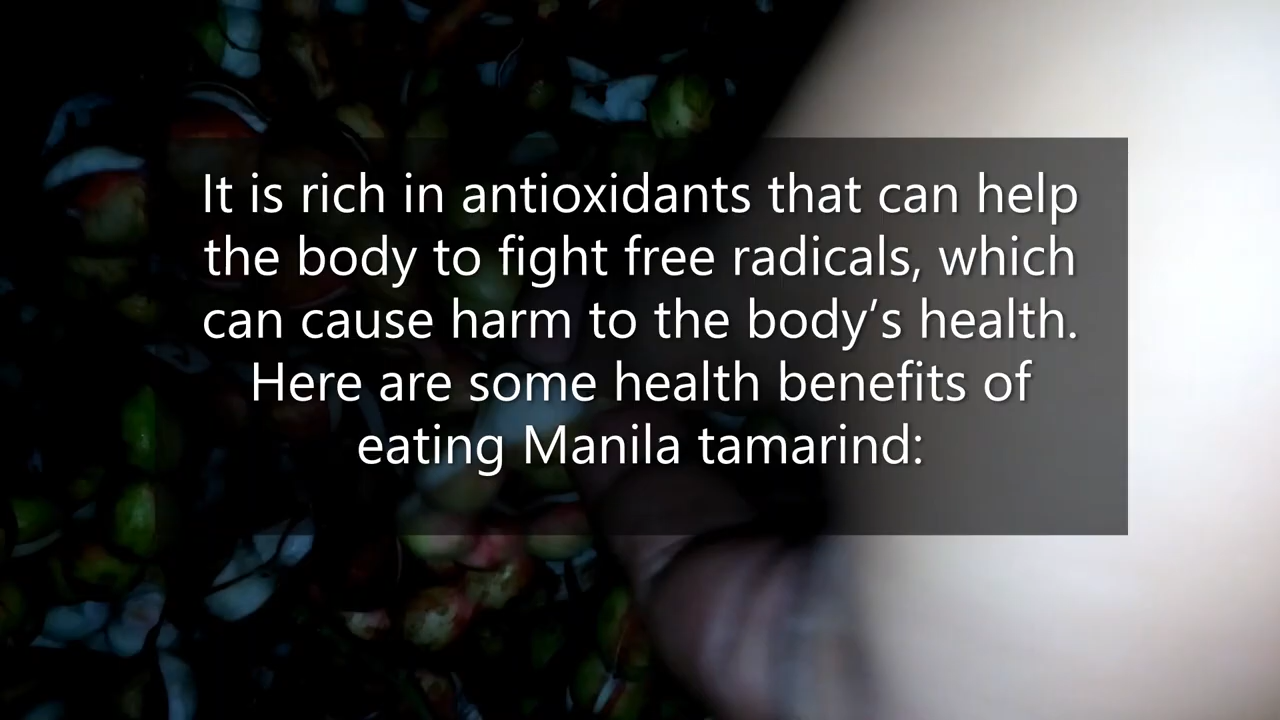 It is rich in antioxidants that can help
the body to fight free radicals, which
can cause harm to the body’s health.
Here are some health benefits of
eating Manila tamarind: